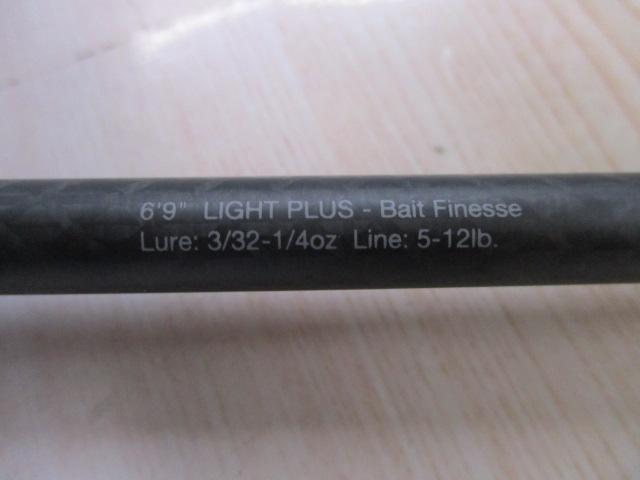 6'9" LIGHT PLUS - Bait Finesse
Lure: 3/32-1/4oz Line: 5-12lb.